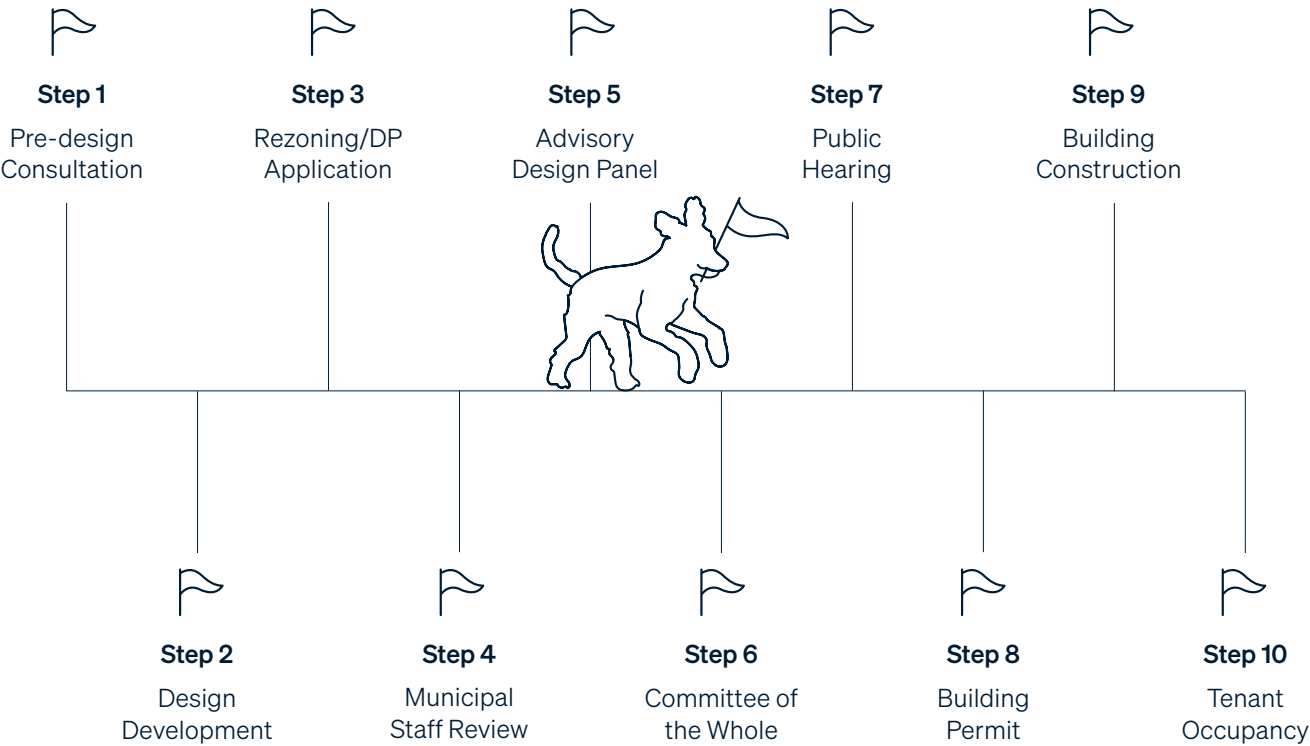 Step 1
Pre-design
Consultation
Step 3
Rezoning/DP
Application
Step 5
Advisory
Design Panel
Step 7
Public
Hearing
Step 9
Building
Construction
Step 2
Design
Development
Step 4
Municipal
Staff Review
Step 6
Committee of
the Whole
Step 8
Building
Permit
Step 10
Tenant
Occupancy